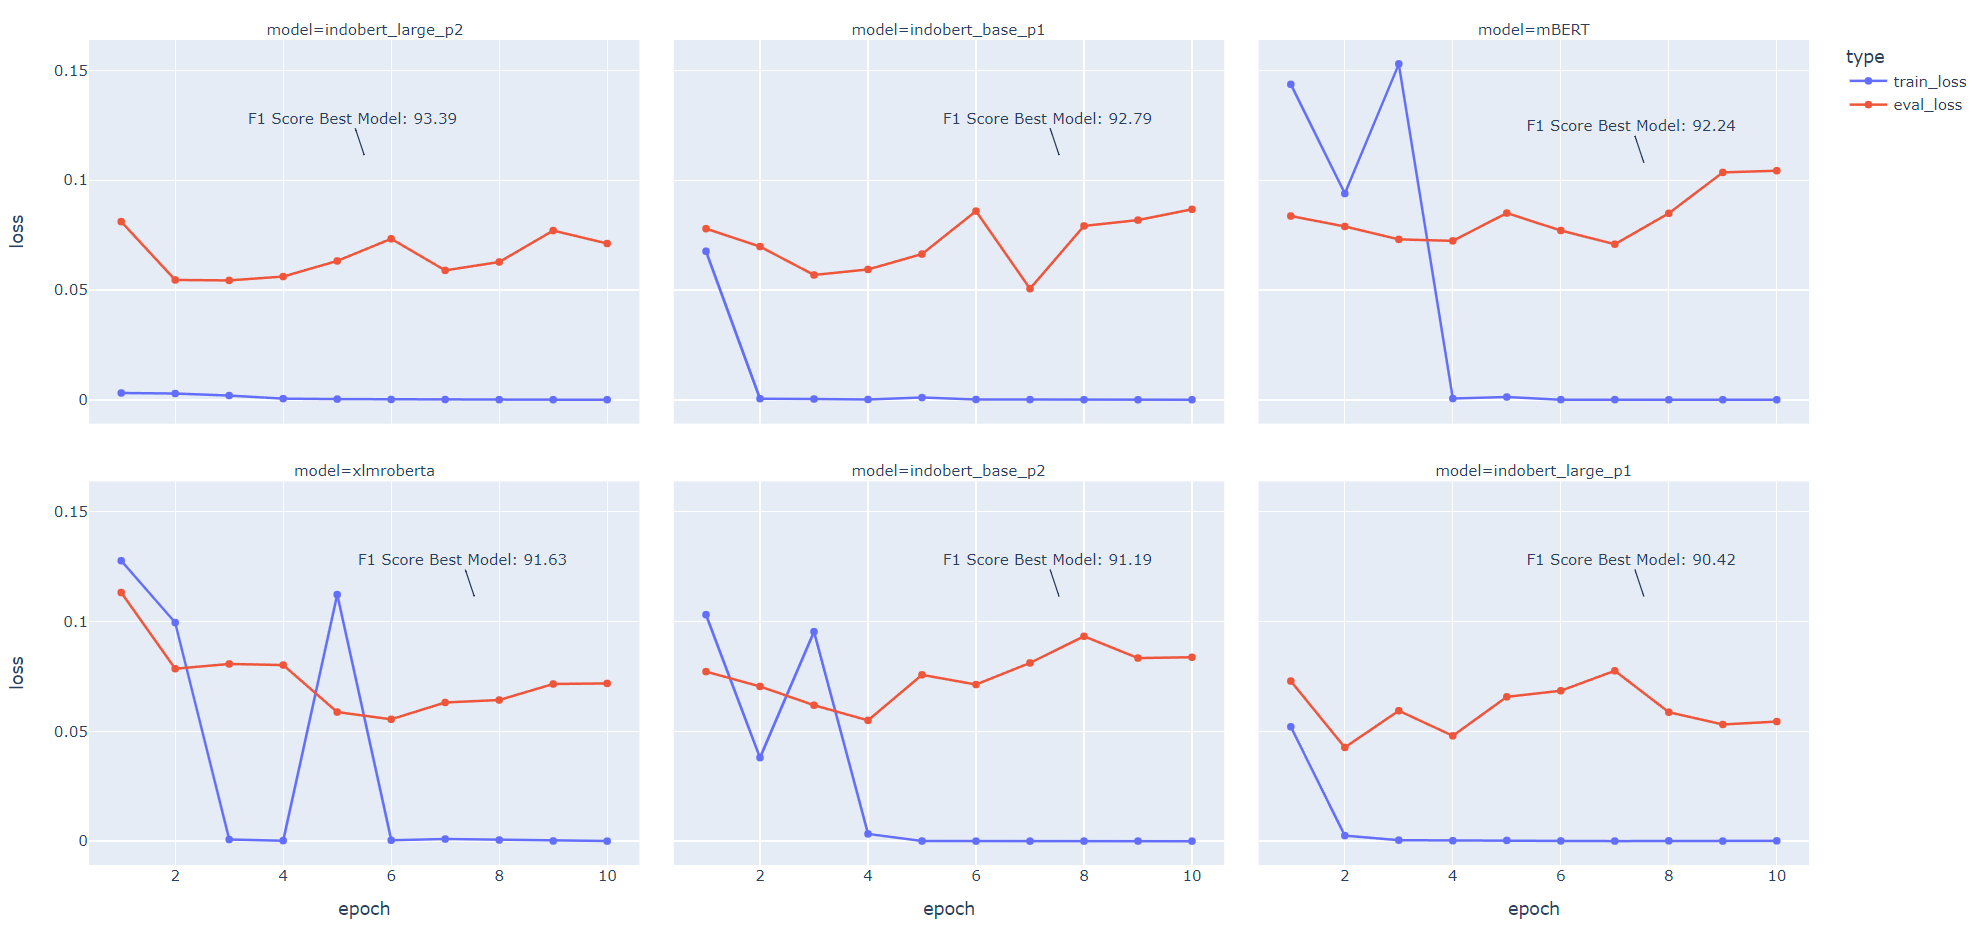 model=indobert_large_p2
model=indobert_base_p1
model=mBERT
type
train_loss
eval_loss
0.15
0.1
0.05
0
loss
F1 Score Best Model: 93.39
F1 Score Best Model: 92.79
F1 Score Best Model: 92.24
model=xlmroberta
model=indobert_base_p2
model=indobert_large_p1
0.15
0.1
0.05
0
loss
F1 Score Best Model: 91.63
F1 Score Best Model: 91.19
F1 Score Best Model: 90.42
2 4 6 8 10
2 4 6 8 10
2 4 6 8 10
epoch
epoch
epoch